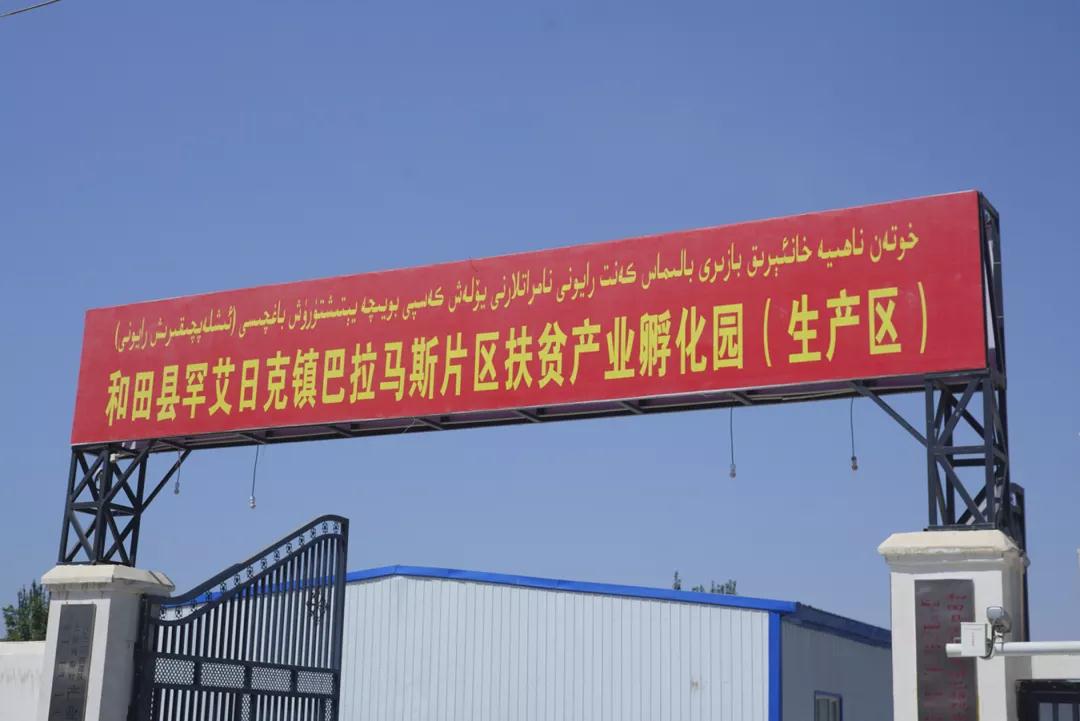 خوتەن ناھىيە خانئېرىق بازىرى بالىماس كەنت رايونى نامراتلارنى يۆلەش كەسپى بويىچە يېتىشتۈرۈش باغچىسى (ئىشلەپچىقىرىش رايونى)
和田县罕艾日克镇巴拉马斯片区扶贫产业孵化园（生产区）